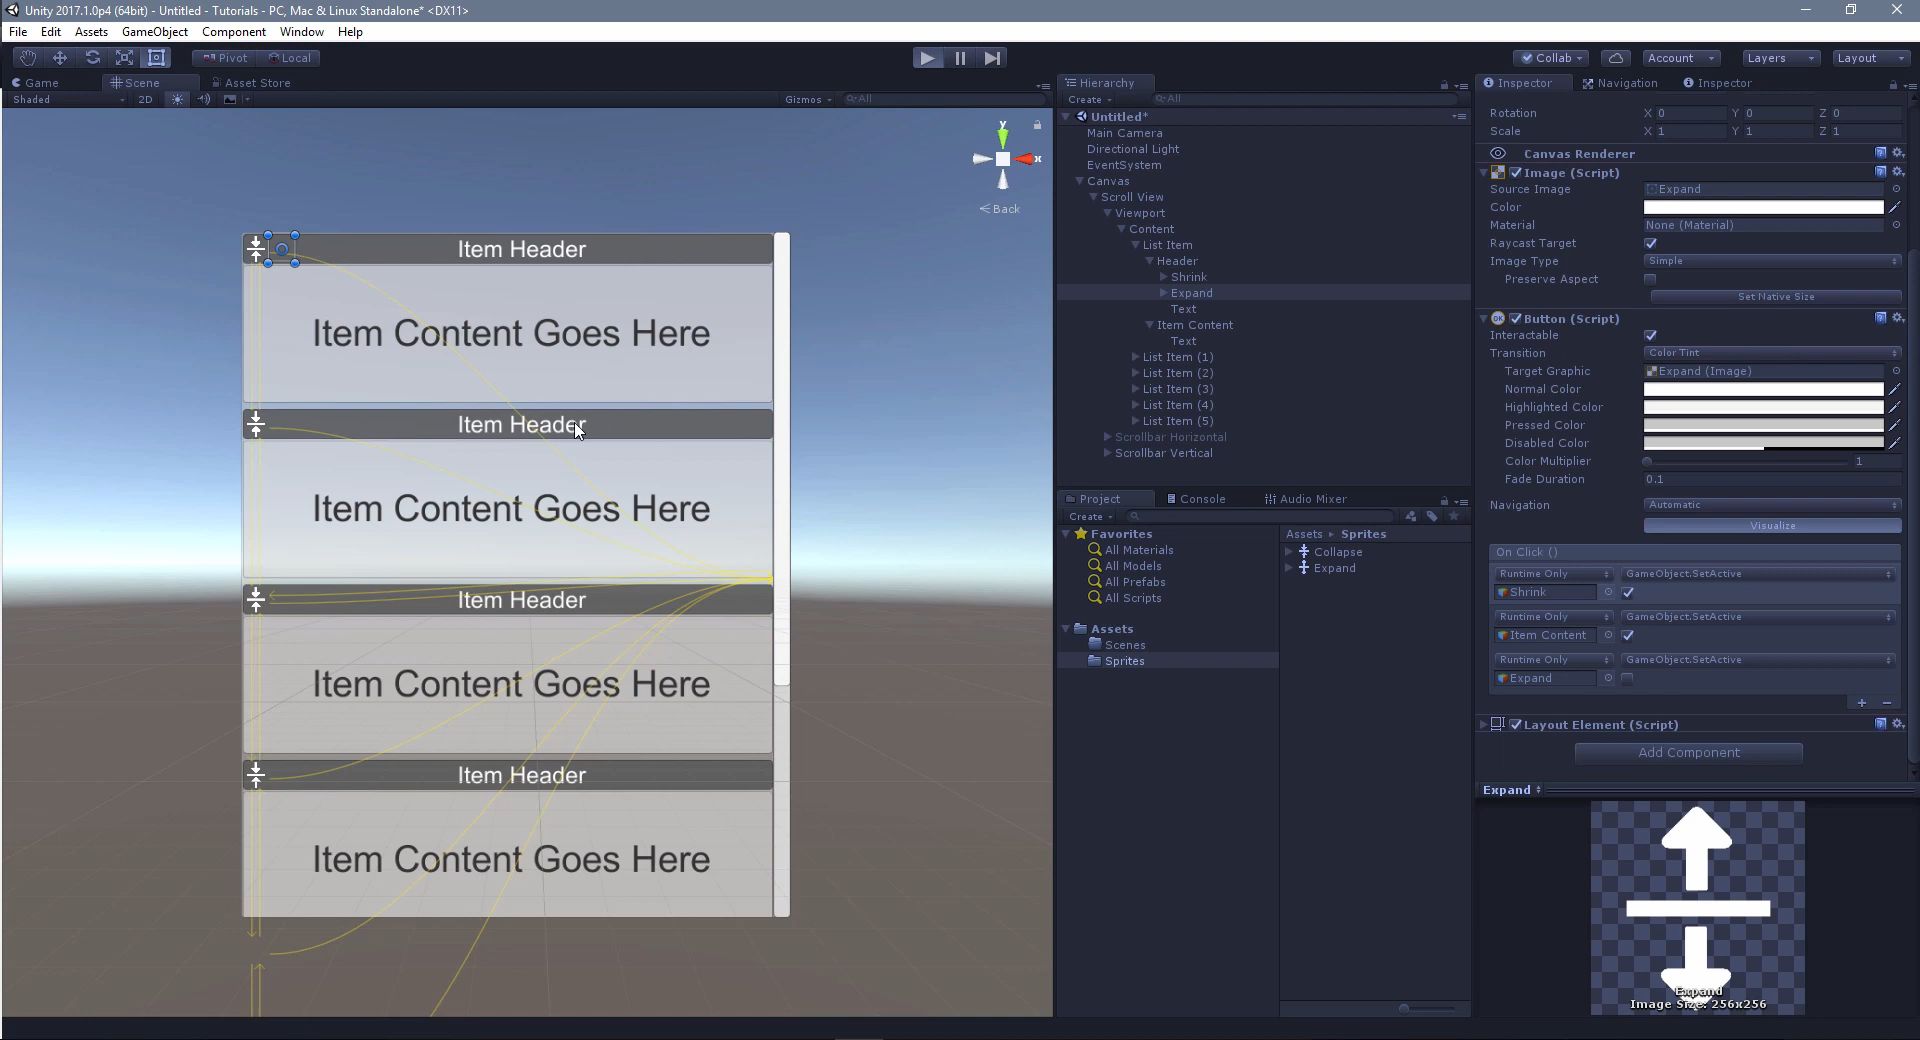 Unity 2017.1.0p4 (64bit) - Untitled - Tutorials - PC, Mac & Linux Standalone* <DX11>
File Edit Assets GameObject Component Window Help
Pivot Local
Collab Account Layers Layout
Game Scene Asset Store
Shaded 2D Gizmos All
y
x
Back
Item Header
Item Content Goes Here
Item Header
Item Content Goes Here
Item Header
Item Content Goes Here
Item Header
Item Content Goes Here
Hierarchy
Create All
Untitled*
Main Camera
Directional Light
EventSystem
Canvas
Scroll View
Viewport
Content
List Item
Header
Shrink
Expand
Text
Item Content
Text
List Item (1)
List Item (2)
List Item (3)
List Item (4)
List Item (5)
Scrollbar Horizontal
Scrollbar Vertical
Project Console Audio Mixer
Create
Favorites
All Materials
All Models
All Prefabs
All Scripts
Assets
Scenes
Sprites
Assets Sprites
Collapse
Expand
Inspector Navigation Inspector
Rotation X 0 Y 0 Z 0
Scale X 1 Y 1 Z 1
Canvas Renderer
Image (Script)
Source Image Expand
Color
Material None (Material)
Raycast Target
Image Type Simple
Preserve Aspect
Set Native Size
OK Button (Script)
Interactable
Transition Color Tint
Target Graphic Expand (Image)
Normal Color
Highlighted Color
Pressed Color
Disabled Color
Color Multiplier 1
Fade Duration 0.1
Navigation Automatic
Visualize
On Click ()
Runtime Only GameObject.SetActive
Shrink
Runtime Only GameObject.SetActive
Item Content
Runtime Only GameObject.SetActive
Expand
Layout Element (Script)
Add Component
Expand
Expand
Image Size: 256x256